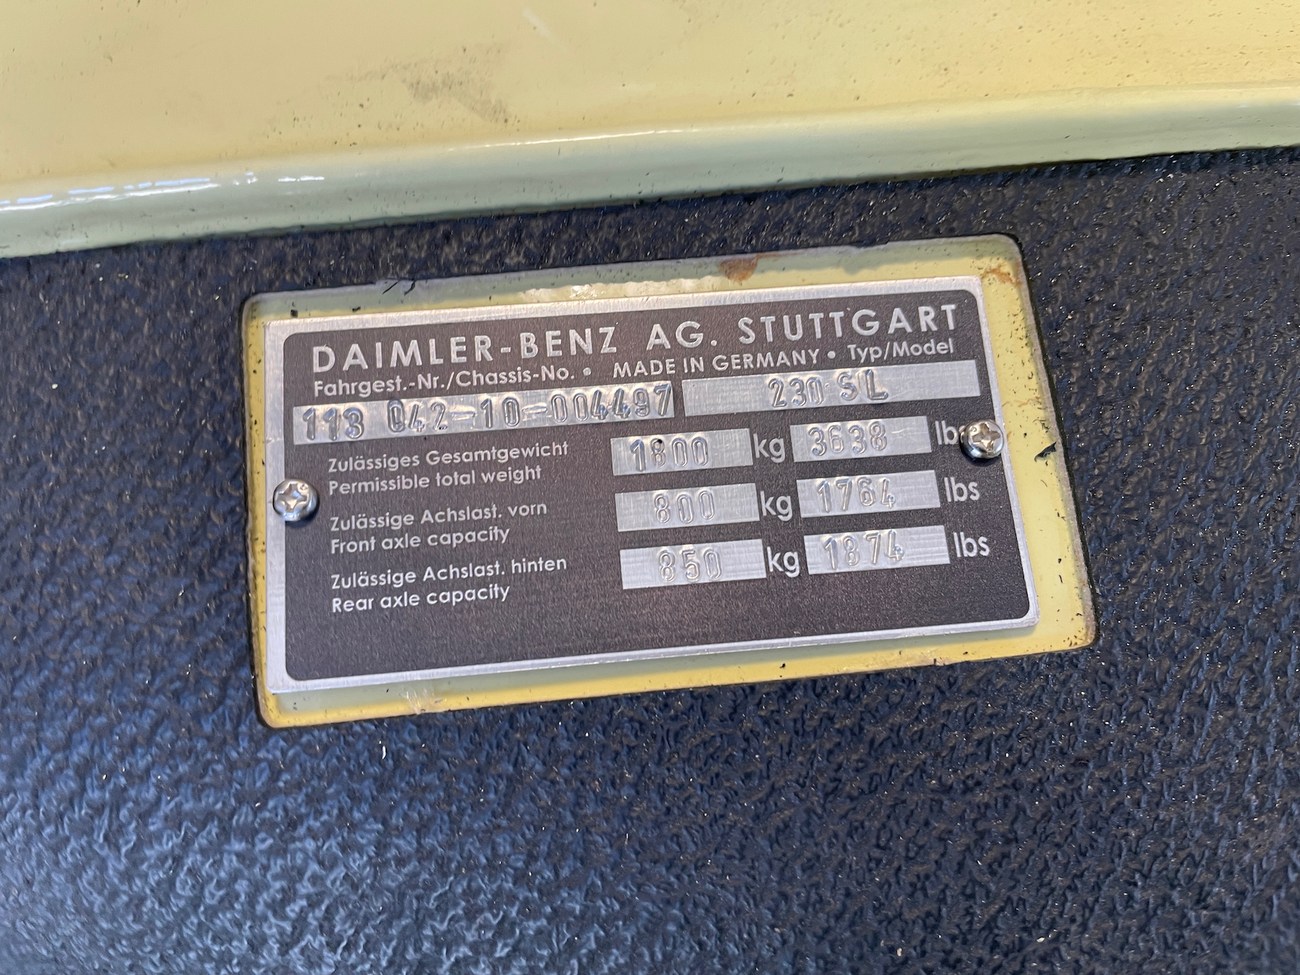 DAIMLER-BENZ AG. STUTTGART
Fahrgest.-Nr./Chassis-No. • MADE IN GERMANY • Typ/Model
113 042-10-004497 230 SL
Zulässiges Gesamtgewicht
Permissible total weight
1800 kg 3638 lbs
Zulässige Achslast. vorn
Front axle capacity
800 kg 1764 lbs
Zulässige Achslast. hinten
Rear axle capacity
850 kg 1874 lbs